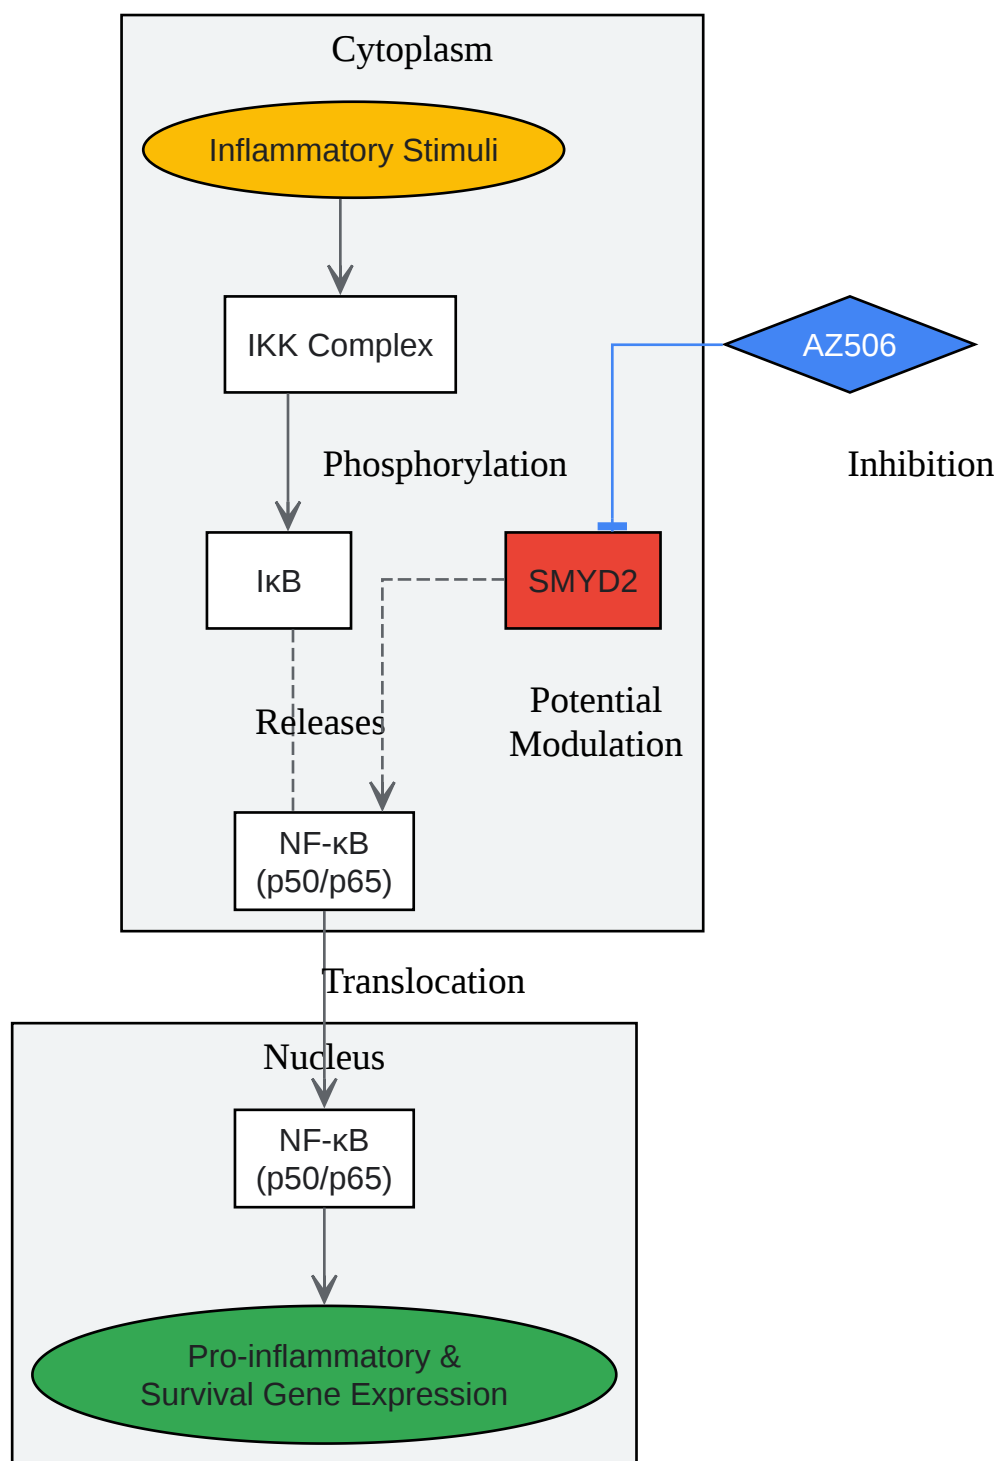 Cytoplasm
Inflammatory Stimuli
IKK Complex
AZ506
Phosphorylation
Inhibition
IκB
SMYD2
Releases
Potential
Modulation
NF-κB
(p50/p65)
Translocation
Nucleus
NF-κB
(p50/p65)
Pro-inflammatory &
Survival Gene Expression